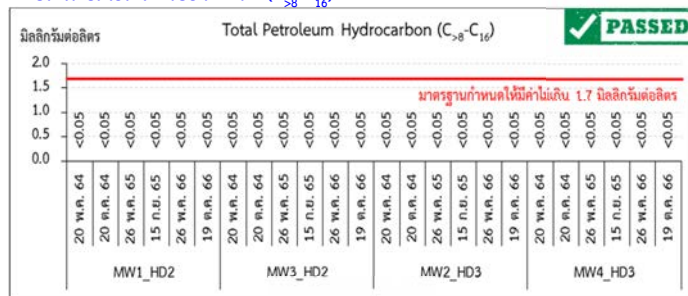 (C>8-C16)
มิลลิกรัมต่อลิตร
Total Petroleum Hydrocarbon (C>8-C16)
PASSED
2.0
1.5
1.0
0.5
0.0
มาตรฐานกำหนดให้มีค่าไม่เกิน 1.7 มิลลิกรัมต่อลิตร
<0.05 <0.05 <0.05 <0.05 <0.05 <0.05 <0.05 <0.05 <0.05 <0.05 <0.05 <0.05 <0.05 <0.05 <0.05 <0.05 <0.05 <0.05 <0.05 <0.05 <0.05 <0.05 <0.05 <0.05
20 พ.ค. 64 20 ต.ค. 64 26 พ.ค. 65 15 ก.ย. 65 26 พ.ค. 66 19 ต.ค. 66 20 พ.ค. 64 20 ต.ค. 64 26 พ.ค. 65 15 ก.ย. 65 26 พ.ค. 66 19 ต.ค. 66 20 พ.ค. 64 20 ต.ค. 64 26 พ.ค. 65 15 ก.ย. 65 26 พ.ค. 66 19 ต.ค. 66 20 พ.ค. 64 20 ต.ค. 64 26 พ.ค. 65 15 ก.ย. 65 26 พ.ค. 66 19 ต.ค. 66
MW1_HD2 MW3_HD2 MW2_HD3 MW4_HD3